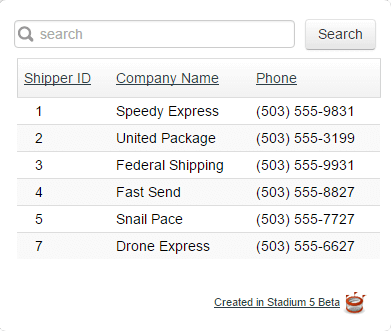 search Search
Shipper ID Company Name Phone
1 Speedy Express (503) 555-9831
2 United Package (503) 555-3199
3 Federal Shipping (503) 555-9931
4 Fast Send (503) 555-8827
5 Snail Pace (503) 555-7727
7 Drone Express (503) 555-6627
Created in Stadium 5 Beta